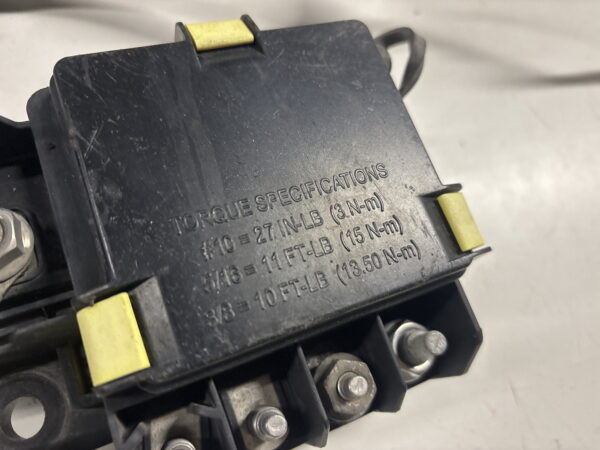 TORQUE SPECIFICATIONS
#10 = 27 IN-LB (3 N-m)
5/16 = 11 FT-LB (15 N-m)
3/8 = 10 FT-LB (13.50 N-m)